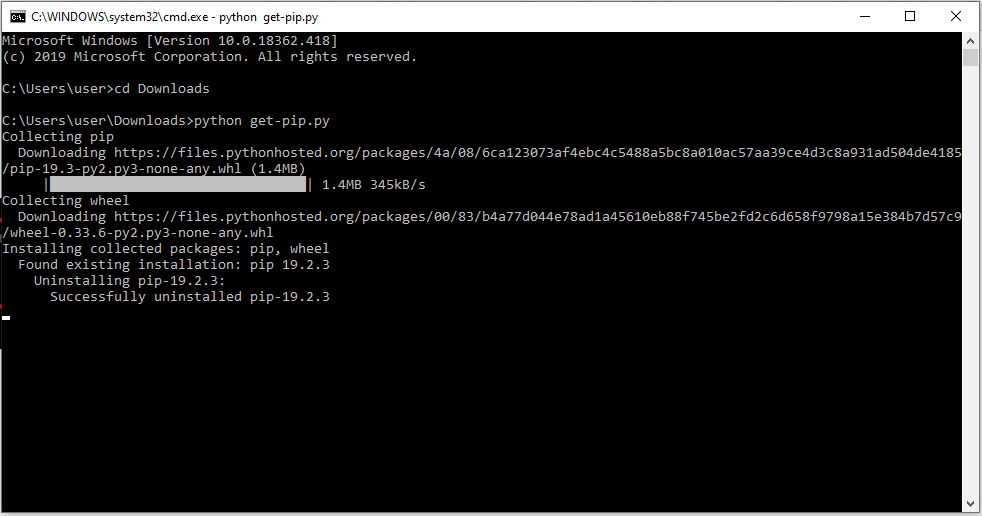 C:\WINDOWS\system32\cmd.exe - python  get-pip.py
Microsoft Windows [Version 10.0.18362.418]
(c) 2019 Microsoft Corporation. All rights reserved.
C:\Users\user>cd Downloads
C:\Users\user\Downloads>python get-pip.py
Collecting pip
  Downloading https://files.pythonhosted.org/packages/4a/08/6ca123073af4ebc4c5488a5bc8a010ac57aa39ce4d3c8a931ad504de4185
/pip-19.3-py2.py3-none-any.whl (1.4MB)
     |████████████████████████████████| 1.4MB 345kB/s
Collecting wheel
  Downloading https://files.pythonhosted.org/packages/00/83/b4a77d044e78ad1a45610eb88f745be2fd2c6d658f9798a15e384b7d57c9
/wheel-0.33.6-py2.py3-none-any.whl
Installing collected packages: pip, wheel
  Found existing installation: pip 19.2.3
    Uninstalling pip-19.2.3:
      Successfully uninstalled pip-19.2.3